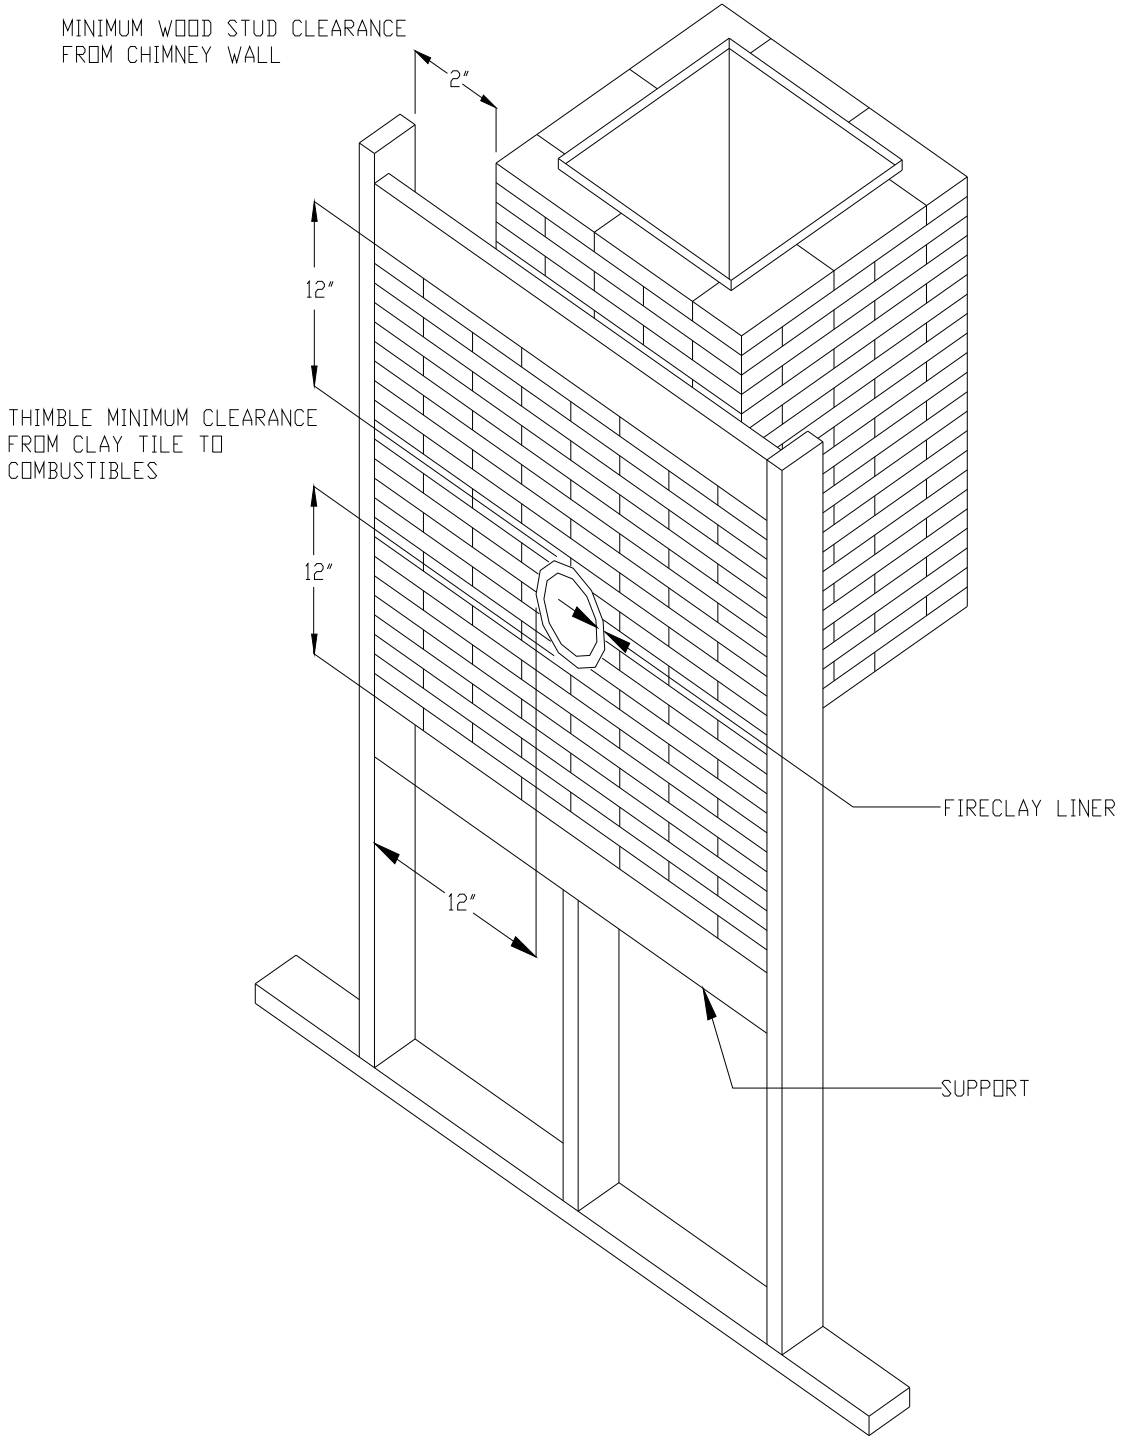 MINIMUM WOOD STUD CLEARANCE
FROM CHIMNEY WALL
2"
12"
THIMBLE MINIMUM CLEARANCE
FROM CLAY TILE TO
COMBUSTIBLES
12"
FIRECLAY LINER
12"
SUPPORT